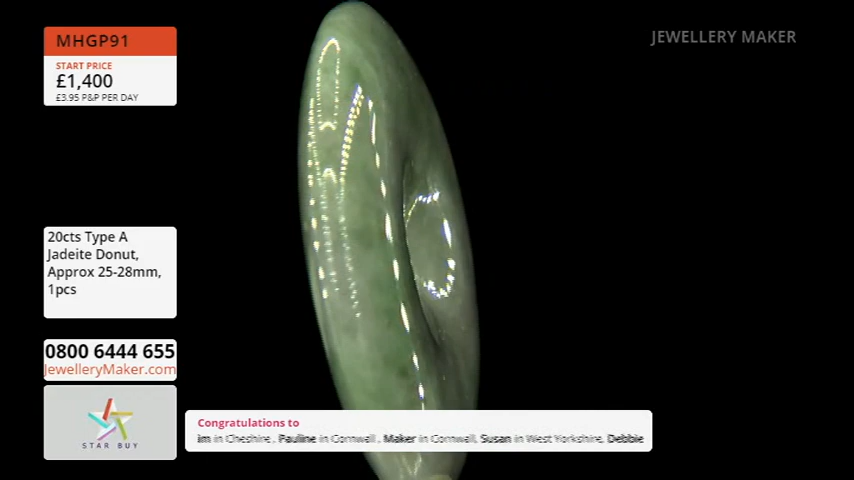 MHGP91
START PRICE
£1,400
£3.95 P&P PER DAY
JEWELLERY MAKER
20cts Type A
Jadeite Donut,
Approx 25-28mm,
1pcs
0800 6444 655
JewelleryMaker.com
STAR BUY
Congratulations to
im in Cheshire, Pauline in Cornwall, Maker in Cornwall, Susan in West Yorkshire, Debbie